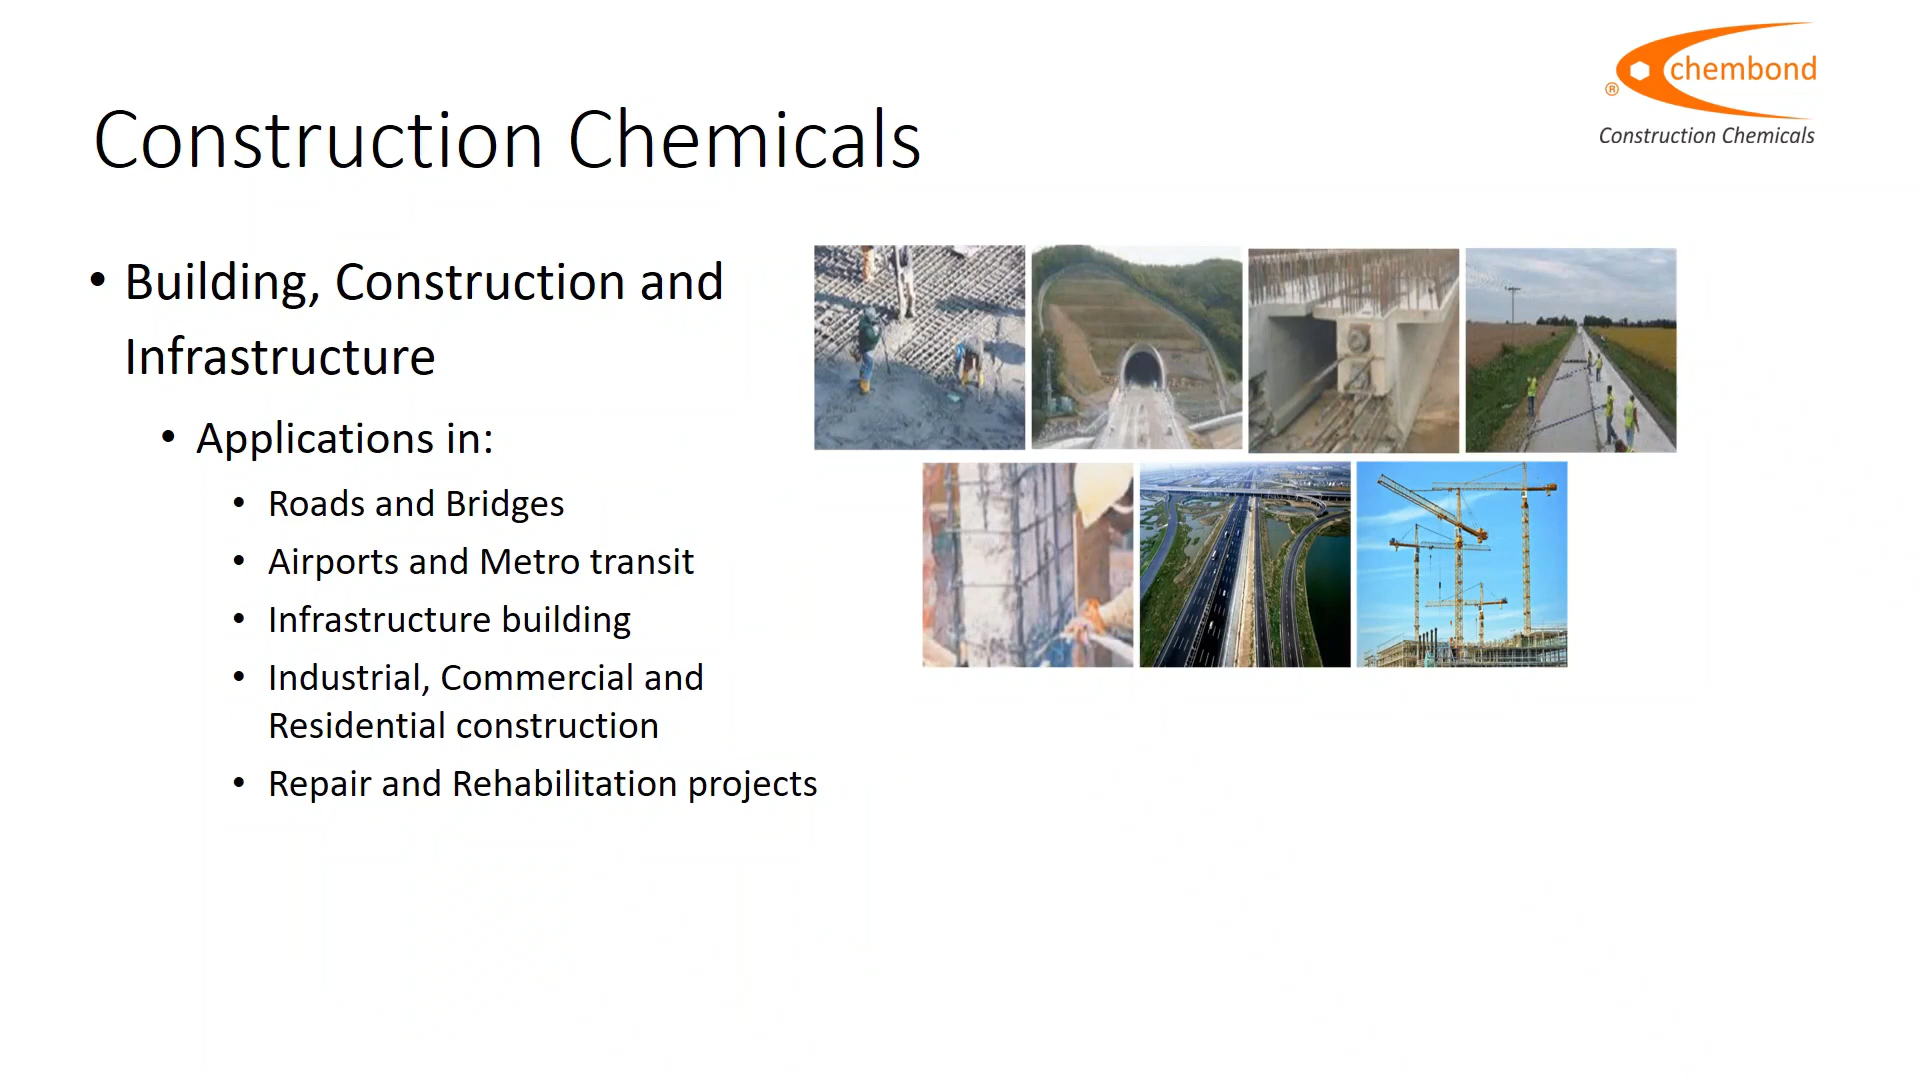 chembond
®
Construction Chemicals
Construction Chemicals
• Building, Construction and
Infrastructure
• Applications in:
• Roads and Bridges
• Airports and Metro transit
• Infrastructure building
• Industrial, Commercial and
Residential construction
• Repair and Rehabilitation projects